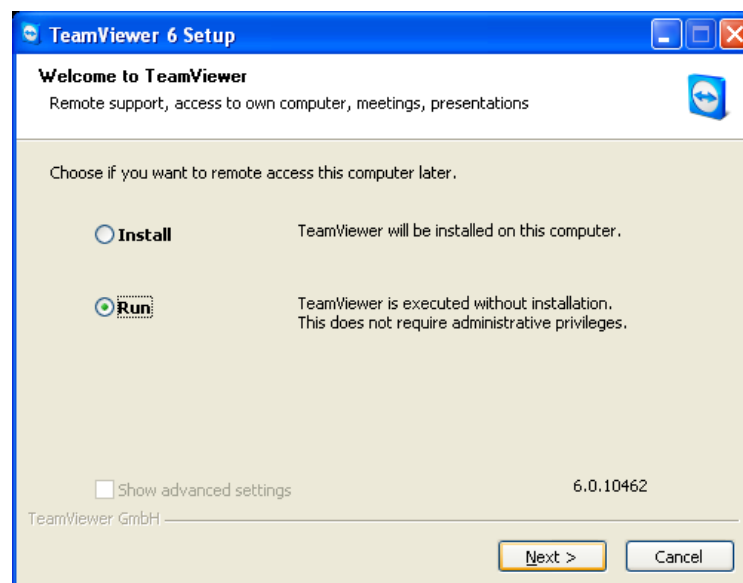 TeamViewer 6 Setup
Welcome to TeamViewer
Remote support, access to own computer, meetings, presentations
Choose if you want to remote access this computer later.
Install
TeamViewer will be installed on this computer.
Run
TeamViewer is executed without installation.
This does not require administrative privileges.
Show advanced settings
6.0.10462
TeamViewer GmbH
Next >
Cancel